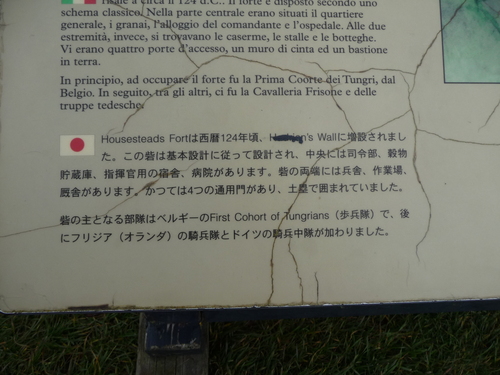 risale a circa il 124 d.C.. Il forte è disposto secondo uno
schema classico. Nella parte centrale erano situati il quartiere
generale, i granai, l'alloggio del comandante e l'ospedale. Alle due
estremità, invece, si trovavano le caserme, le stalle e le botteghe.
Vi erano quattro porte d'accesso, un muro di cinta ed un bastione
in terra.
In principio, ad occupare il forte fu la Prima Coorte dei Tungri, dal
Belgio. In seguito, tra gli altri, ci fu la Cavalleria Frisone e delle
truppe tedesche.
Housesteads Fortは西暦124年頃、 Wallに増設されまし
た。この砦は基本設計に従って設計され、中央には司令部、穀物
貯蔵庫、指揮官用の宿舎、病院があります。砦の両端には兵舎、作業場、
厩舎があります。かつては4つの通用門があり、土塁で囲まれていました。
砦の主となる部隊はベルギーのFirst Cohort of Tungrians（歩兵隊）で、後
にフリジア（オランダ）の騎兵隊とドイツの騎兵中隊が加わりました。